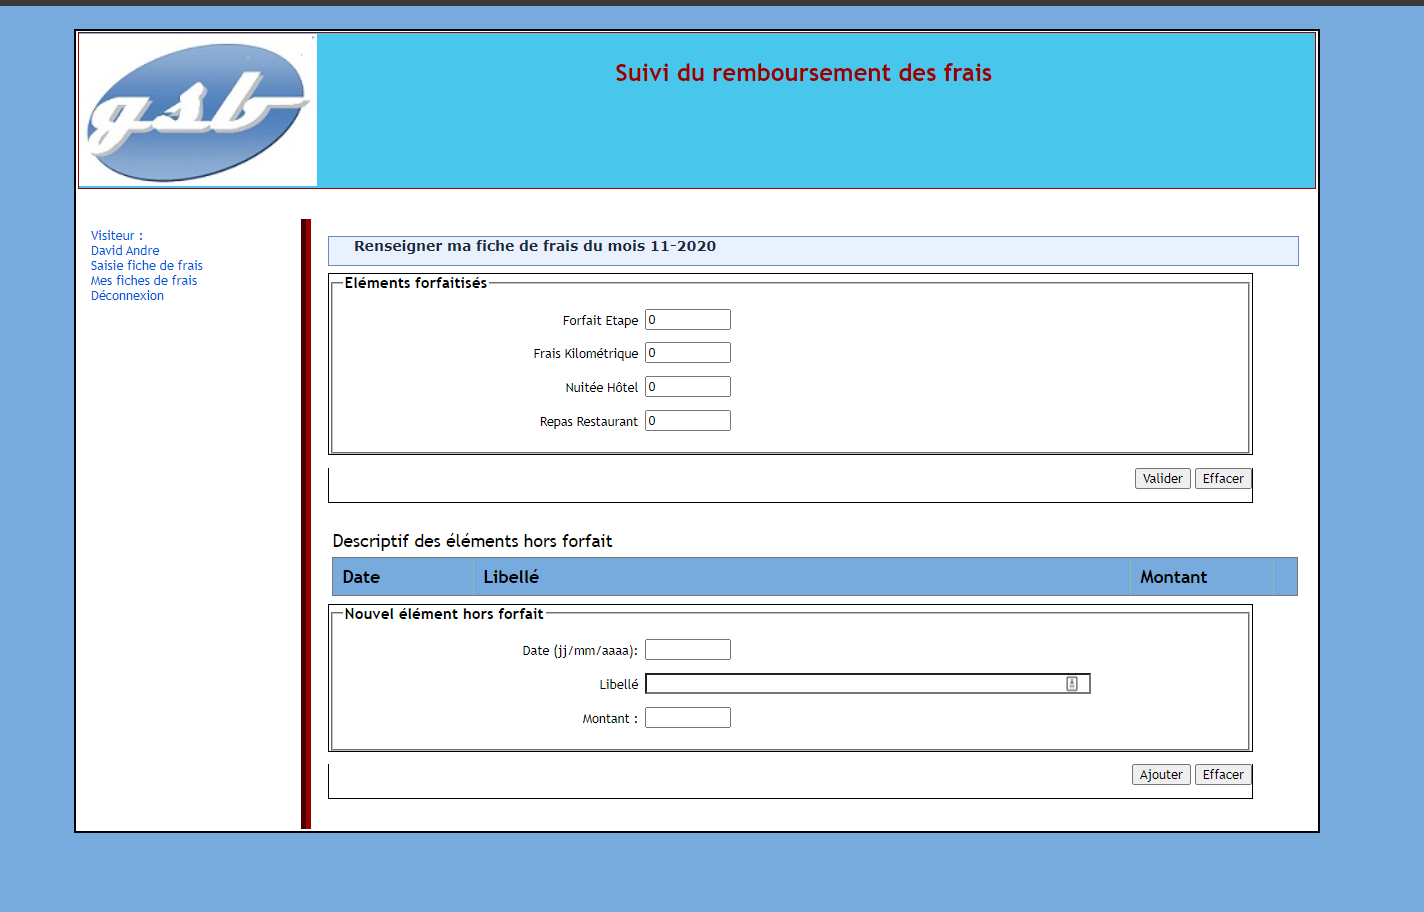 gsb
Suivi du remboursement des frais
Visiteur :
David Andre
Saisie fiche de frais
Mes fiches de frais
Déconnexion
Renseigner ma fiche de frais du mois 11-2020
Eléments forfaitisés
Forfait Etape 0
Frais Kilométrique 0
Nuitée Hôtel 0
Repas Restaurant 0
Valider Effacer
Descriptif des éléments hors forfait
Date Libellé Montant
Nouvel élément hors forfait
Date (jj/mm/aaaa):
Libellé
Montant :
Ajouter Effacer